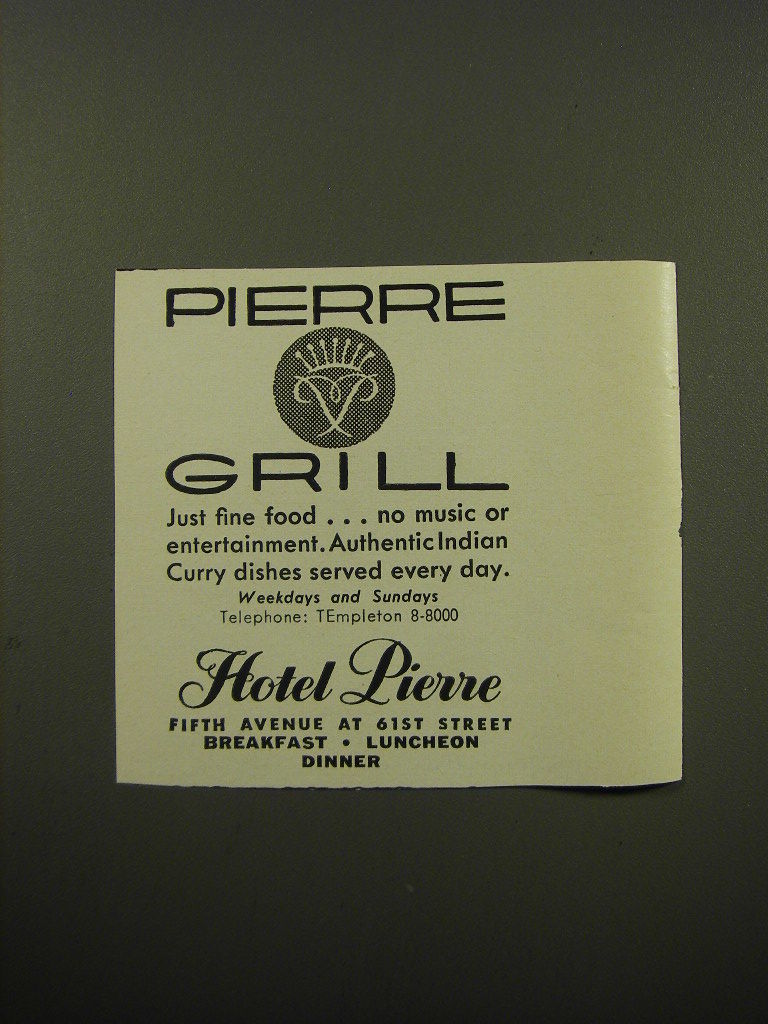 PIERRE
GRILL
Just fine food . . . no music or
entertainment. Authentic Indian
Curry dishes served every day.
Weekdays and Sundays
Telephone: TEmpleton 8-8000
Hotel Pierre
FIFTH AVENUE AT 61ST STREET
BREAKFAST • LUNCHEON
DINNER